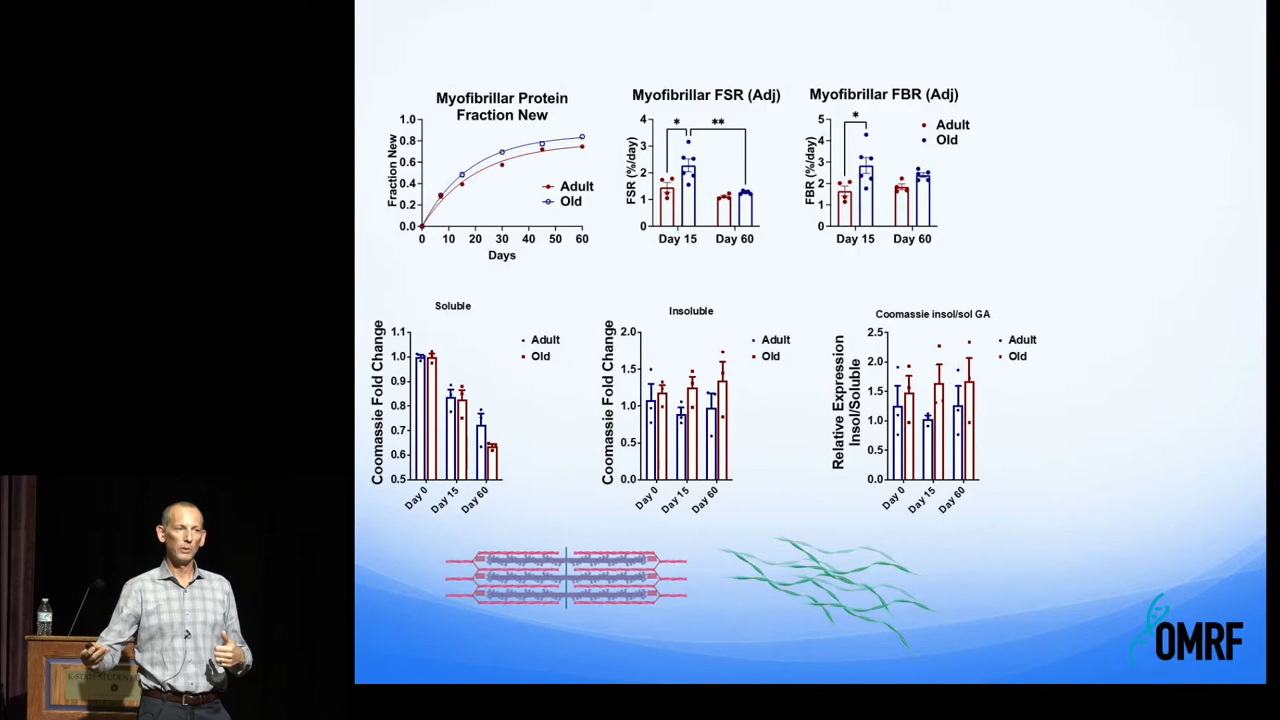 Myofibrillar Protein
Fraction New
Fraction New
1.0
0.8
0.6
0.4
0.2
0.0
0 10 20 30 40 50 60
Days
Adult
Old
Myofibrillar FSR (Adj)
FSR (%/day)
4
3
2
1
0
* **
Day 15 Day 60
Myofibrillar FBR (Adj)
FBR (%/day)
5
4
3
2
1
0
*
Day 15 Day 60
Adult
Old
Soluble
Coomassie Fold Change
1.1
1.0
0.9
0.8
0.7
0.6
0.5
Day 0 Day 15 Day 60
Adult
Old
Insoluble
Coomassie Fold Change
2.0
1.5
1.0
0.5
0.0
Day 0 Day 15 Day 60
Adult
Old
Coomassie insol/sol GA
Relative Expression
Insol/Soluble
2.5
2.0
1.5
1.0
0.5
0.0
Day 0 Day 15 Day 60
Adult
Old
OMRF
K-STATE STUDEN